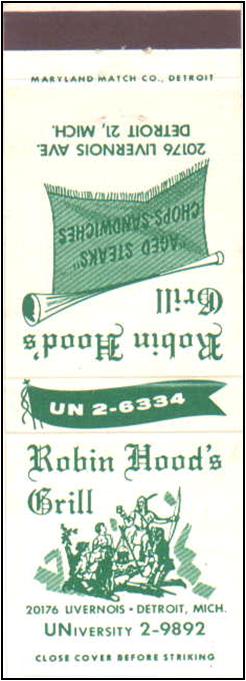 MARYLAND MATCH CO., DETROIT
20176 LIVERNOIS AVE.
DETROIT 21, MICH.
"AGED STEAKS"
CHOPS-SANDWICHES
Robin Hood's
Grill
UN 2-6334
Robin Hood's
Grill
20176 LIVERNOIS • DETROIT, MICH.
UNIVERSITY 2-9892
CLOSE COVER BEFORE STRIKING